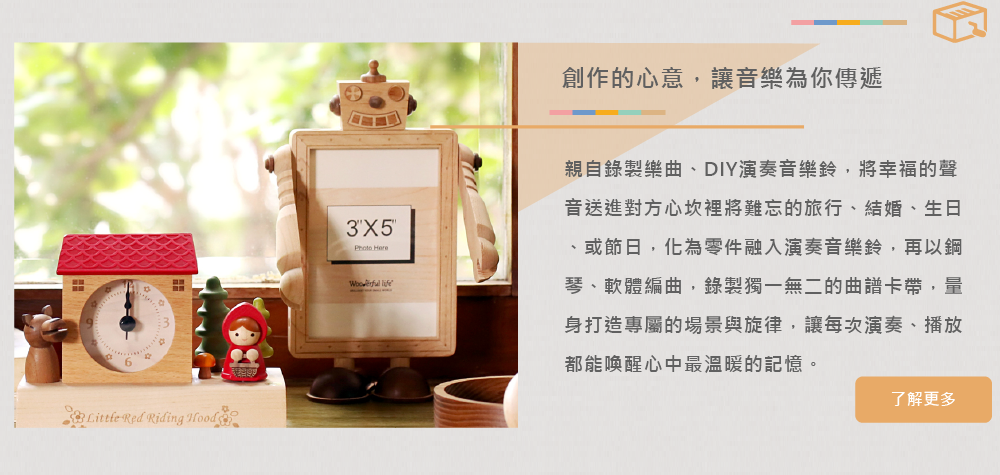 創作的心意，讓音樂為你傳遞
親自錄製樂曲、DIY演奏音樂鈴，將幸福的聲
音送進對方心坎裡將難忘的旅行、結婚、生日
、或節日，化為零件融入演奏音樂鈴，再以鋼
琴、軟體編曲，錄製獨一無二的曲譜卡帶，量
身打造專屬的場景與旋律，讓每次演奏、播放
都能喚醒心中最溫暖的記憶。
了解更多
3"X5"
Photo Here
Wooderful life
12
3
6
9
Little Red Riding Hood